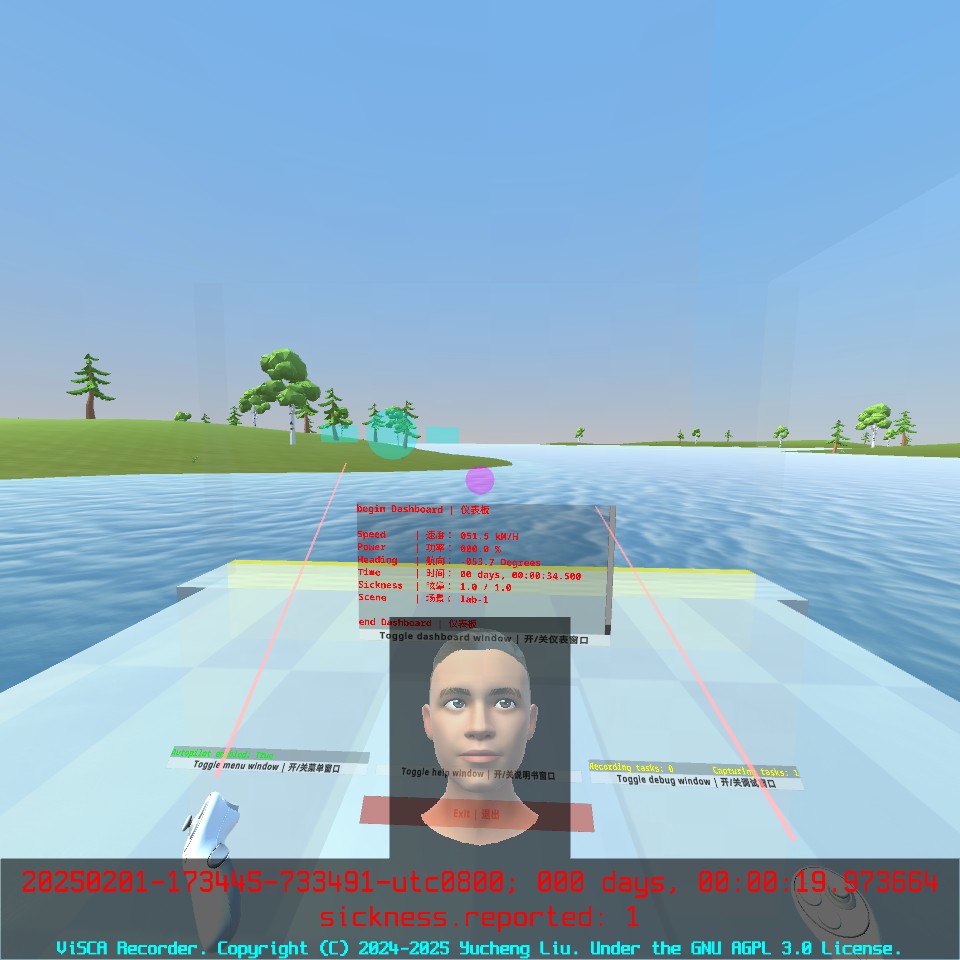 begin Dashboard | 仪表板
Speed | 速度: 051.5 kM/H
Power | 功率: 080.0 %
Heading | 航向: 053.7 Degrees
Time | 时间: 00 days, 00:00:34.500
Sickness | 1.0 / 1.0
Scene | 场景: lab-1
end Dashboard | 仪表板
Toggle dashboard window | 开/关仪表窗口
Autopilot
Toggle menu window | 开/关菜单窗口
Toggle help window | 开/关说明书窗口
Recording tasks: 0 Capturing tasks: 1
Toggle debug window | 开/关调试窗口
Exit | 退出
20250201-173445-733491-utc0800; 000 days, 00:00:19.973664
sickness.reported: 1
ViSCA Recorder. Copyright (C) 2024-2025 Yucheng Liu. Under the GNU AGPL 3.0 License.